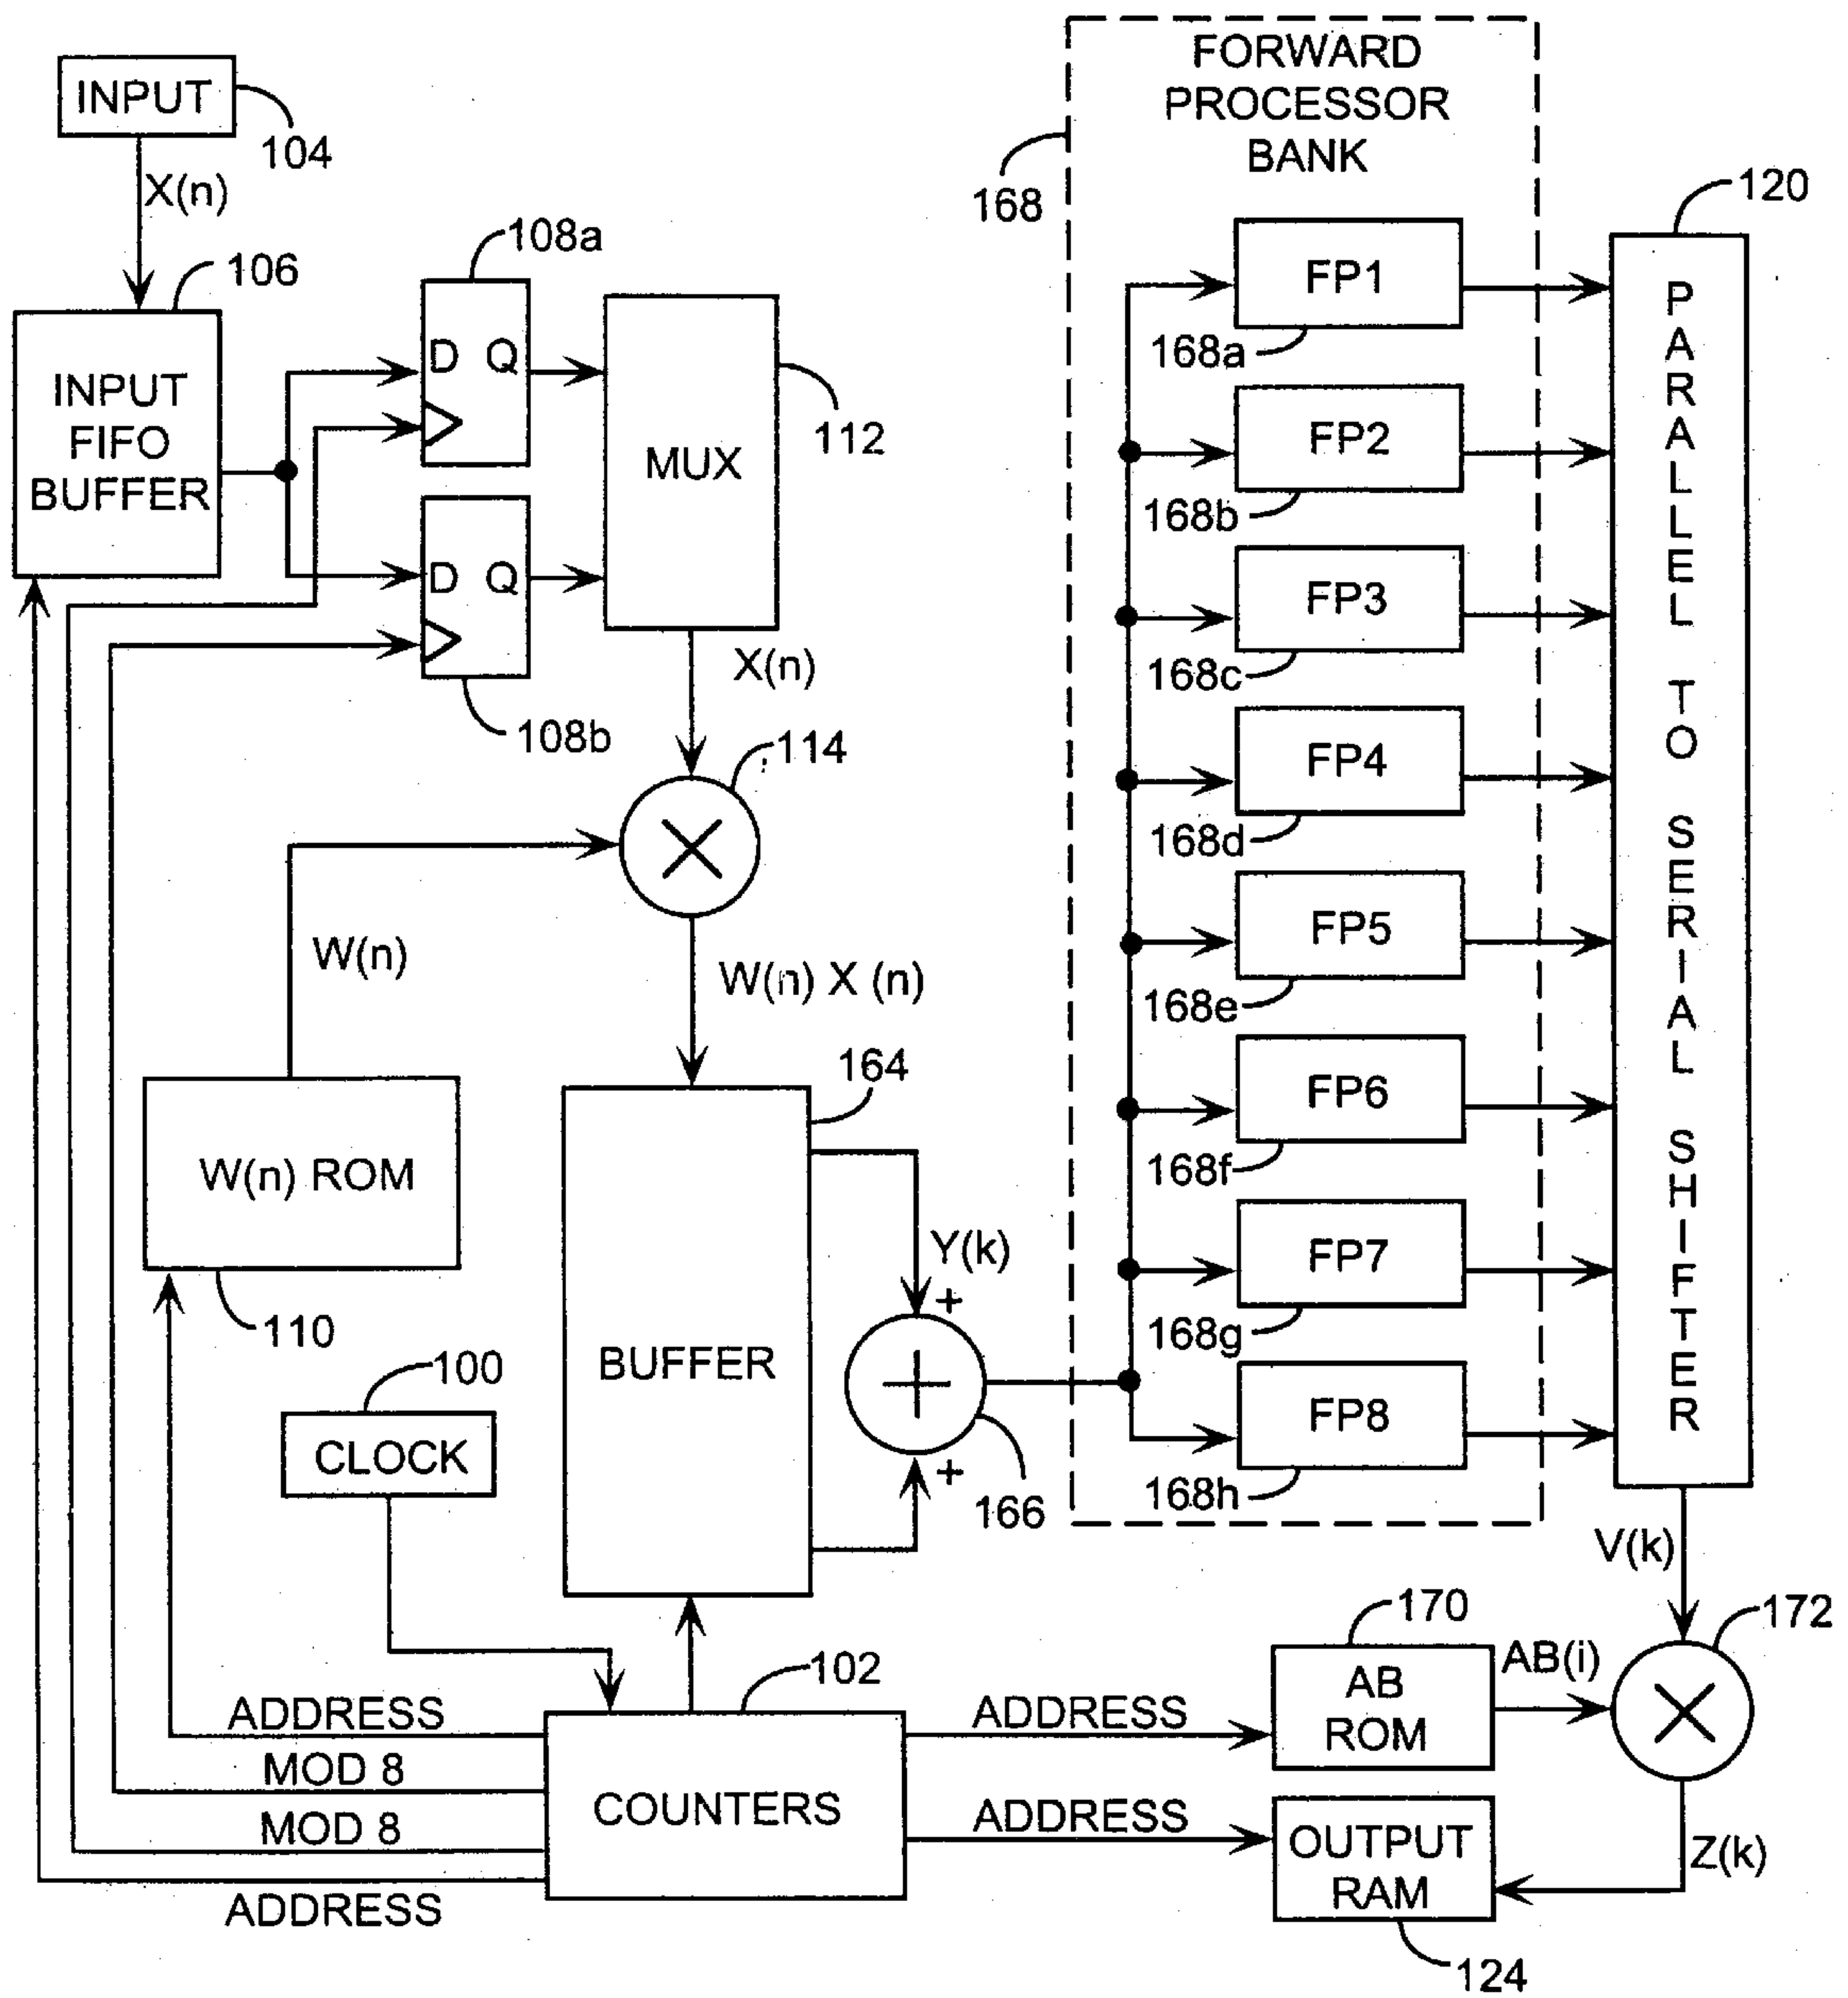 INPUT
104
X(n)
106
INPUT
FIFO
BUFFER
108a
D Q
108b
D Q
MUX
112
X(n)
114
W(n)
W(n) X (n)
W(n) ROM
110
164
BUFFER
Y(k)
+
+
166
100
CLOCK
102
COUNTERS
ADDRESS
MOD 8
MOD 8
ADDRESS
ADDRESS
ADDRESS
FORWARD
PROCESSOR
BANK
168
FP1
168a
FP2
168b
FP3
168c
FP4
168d
FP5
168e
FP6
168f
FP7
168g
FP8
168h
120
PARALLEL TO SERIAL SHIFTER
V(k)
170
AB
ROM
AB(i)
172
OUTPUT
RAM
Z(k)
124